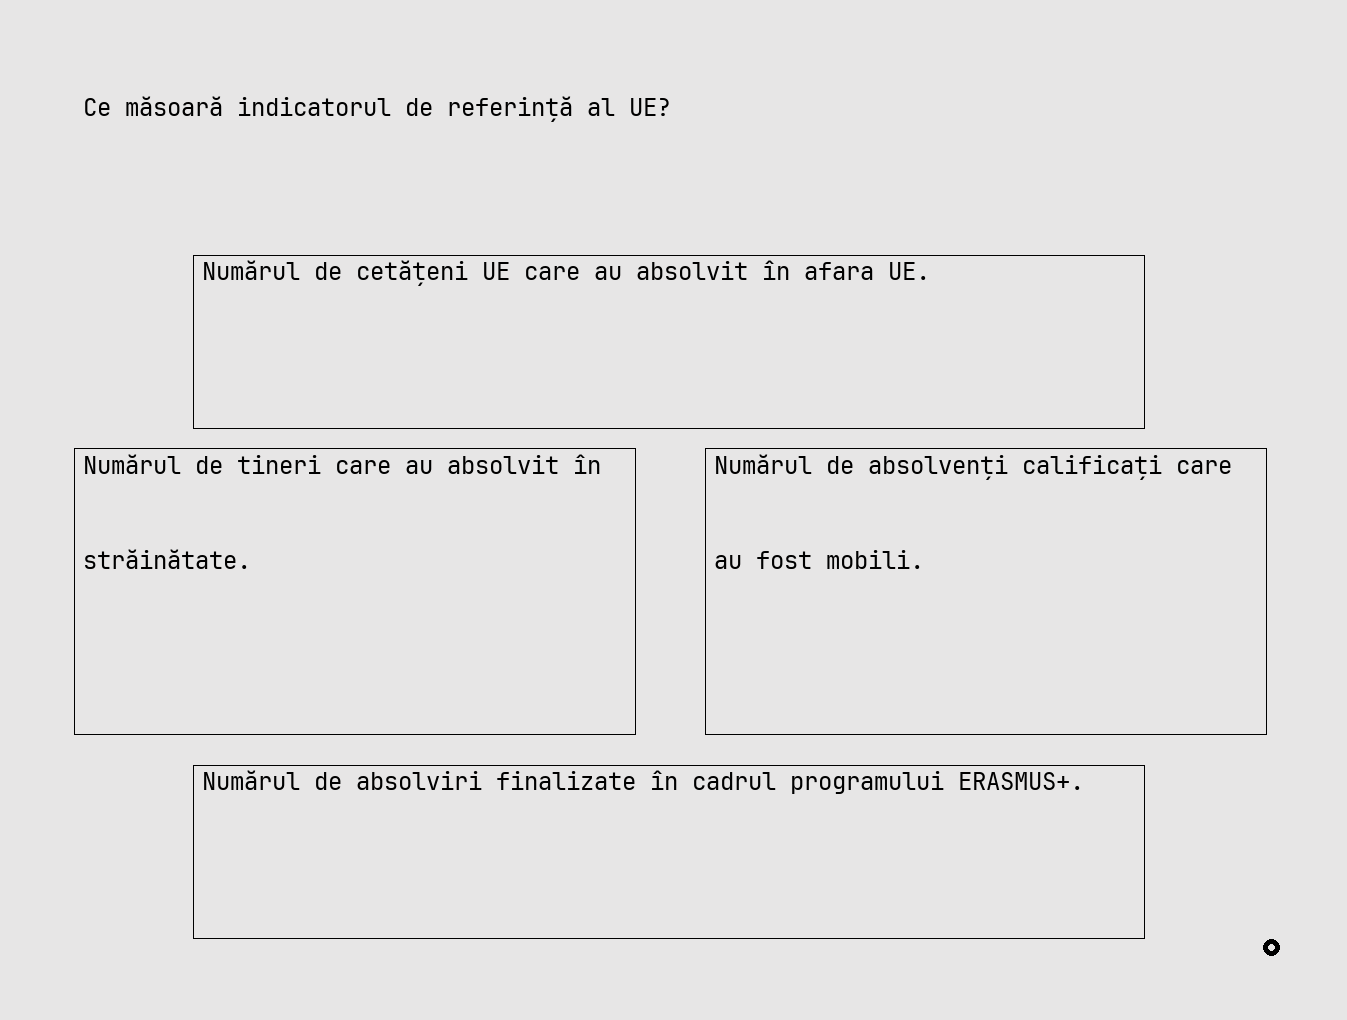 Ce măsoară indicatorul de referință al UE?
Numărul de cetățeni UE care au absolvit în afara UE.
Numărul de tineri care au absolvit în
străinătate.
Numărul de absolvenți calificați care
au fost mobili.
Numărul de absolviri finalizate în cadrul programului ERASMUS+.